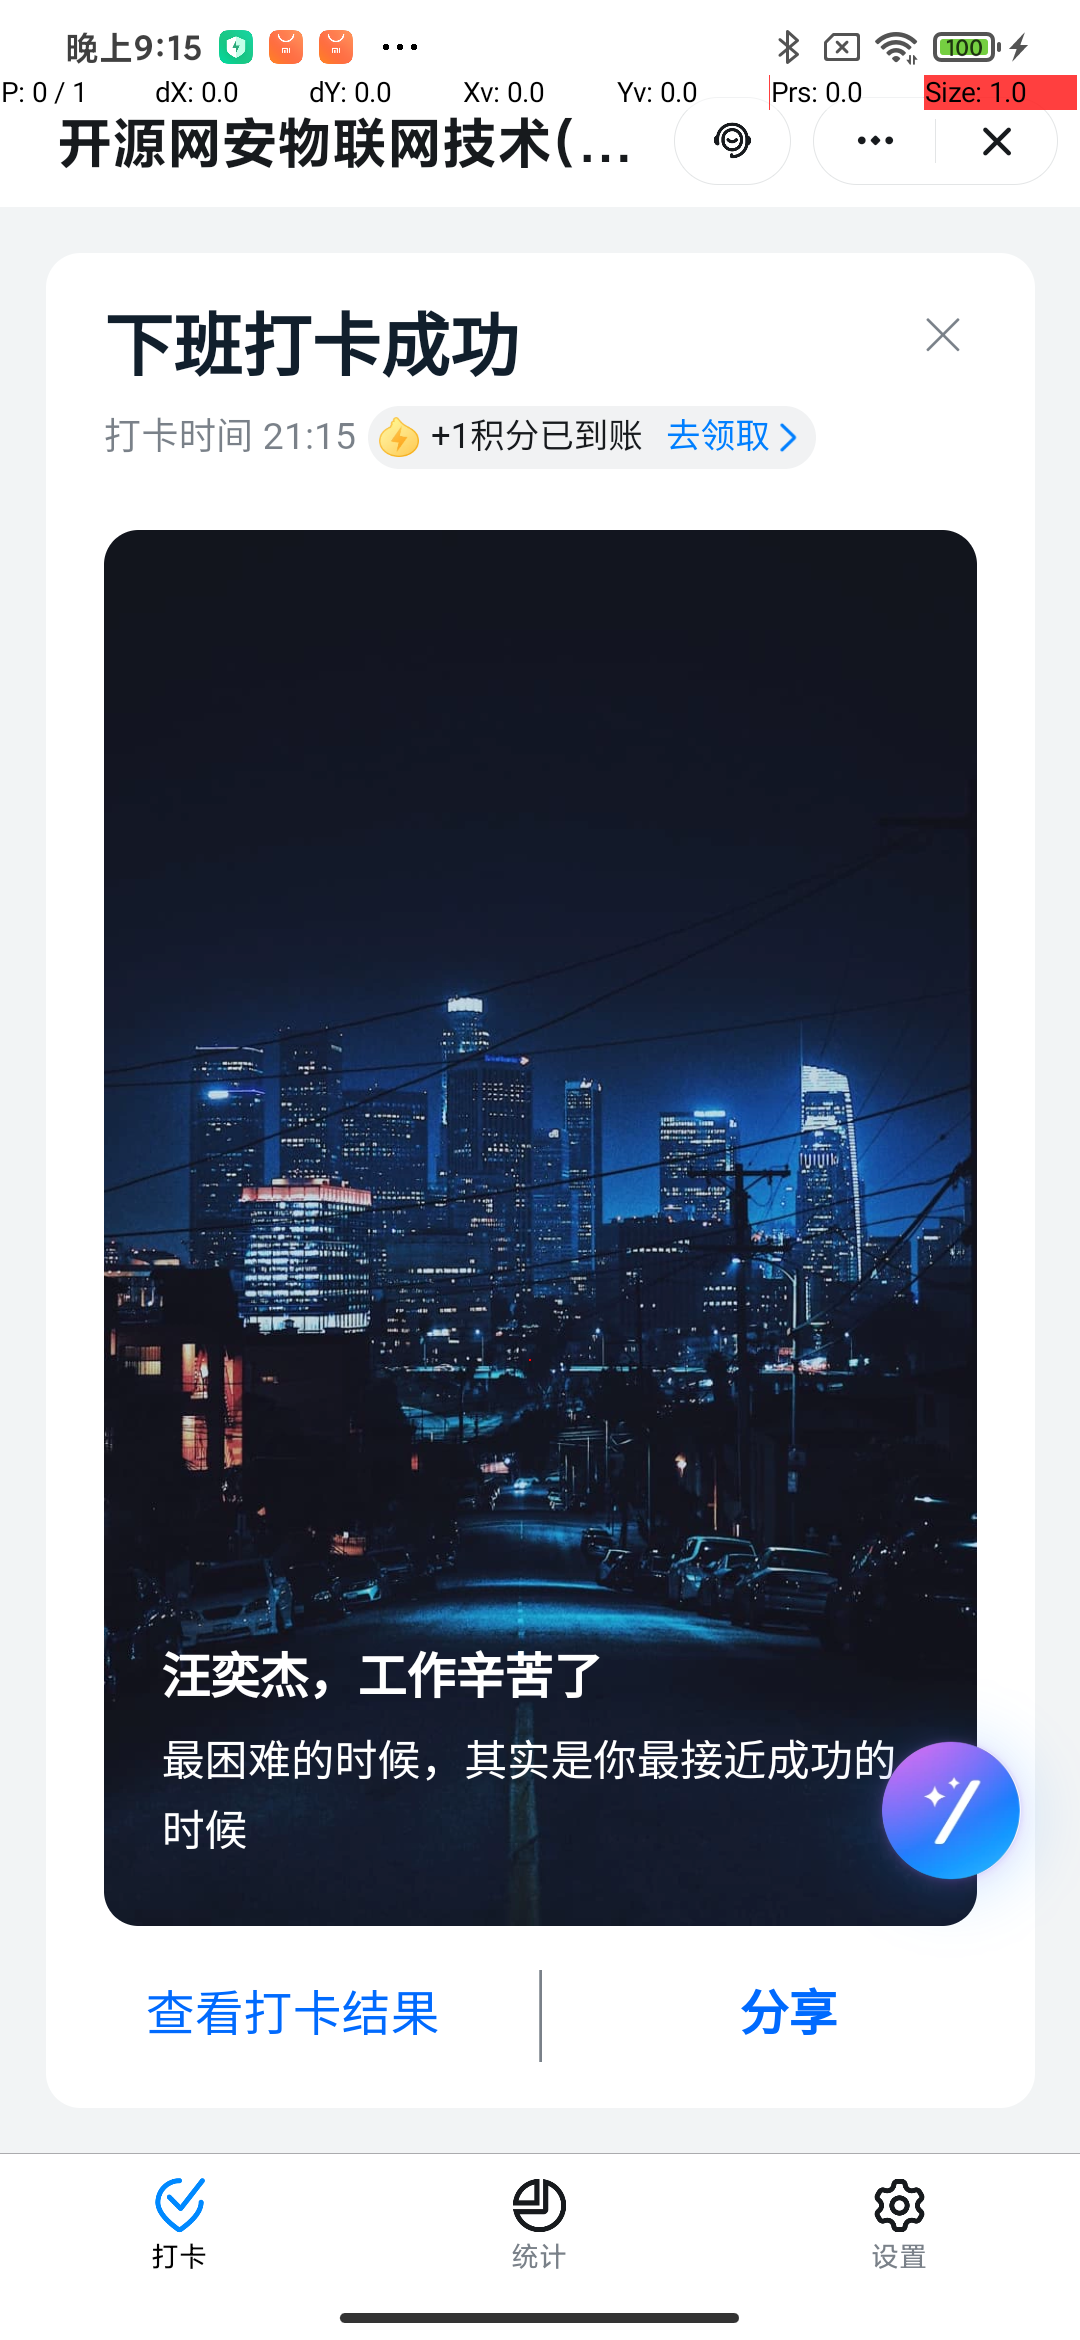 晚上9:15
100
P: 0 / 1 dX: 0.0 dY: 0.0 Xv: 0.0 Yv: 0.0 Prs: 0.0 Size: 1.0
开源网安物联网技术(...
下班打卡成功
打卡时间 21:15 +1积分已到账 去领取
汪奕杰，工作辛苦了
最困难的时候，其实是你最接近成功的
时候
查看打卡结果 分享
打卡 统计 设置